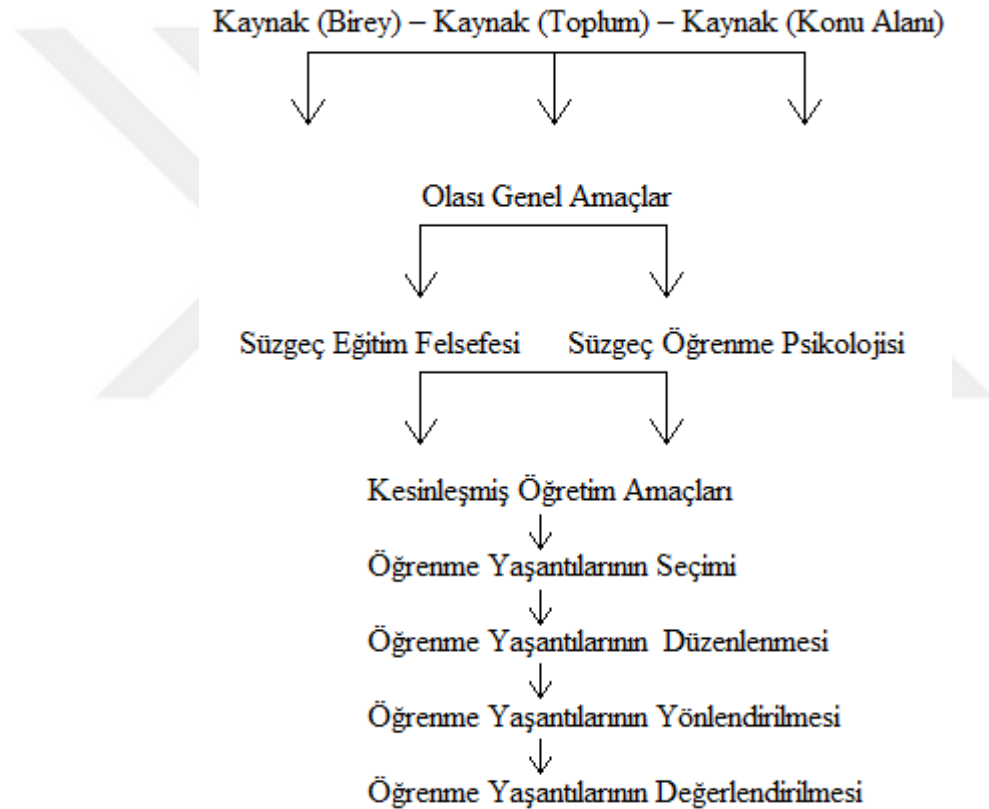 Kaynak (Birey) – Kaynak (Toplum) – Kaynak (Konu Alanı)
Olası Genel Amaçlar
Süzgeç Eğitim Felsefesi Süzgeç Öğrenme Psikolojisi
Kesinleşmiş Öğretim Amaçları
Öğrenme Yaşantılarının Seçimi
Öğrenme Yaşantılarının Düzenlenmesi
Öğrenme Yaşantılarının Yönlendirilmesi
Öğrenme Yaşantılarının Değerlendirilmesi